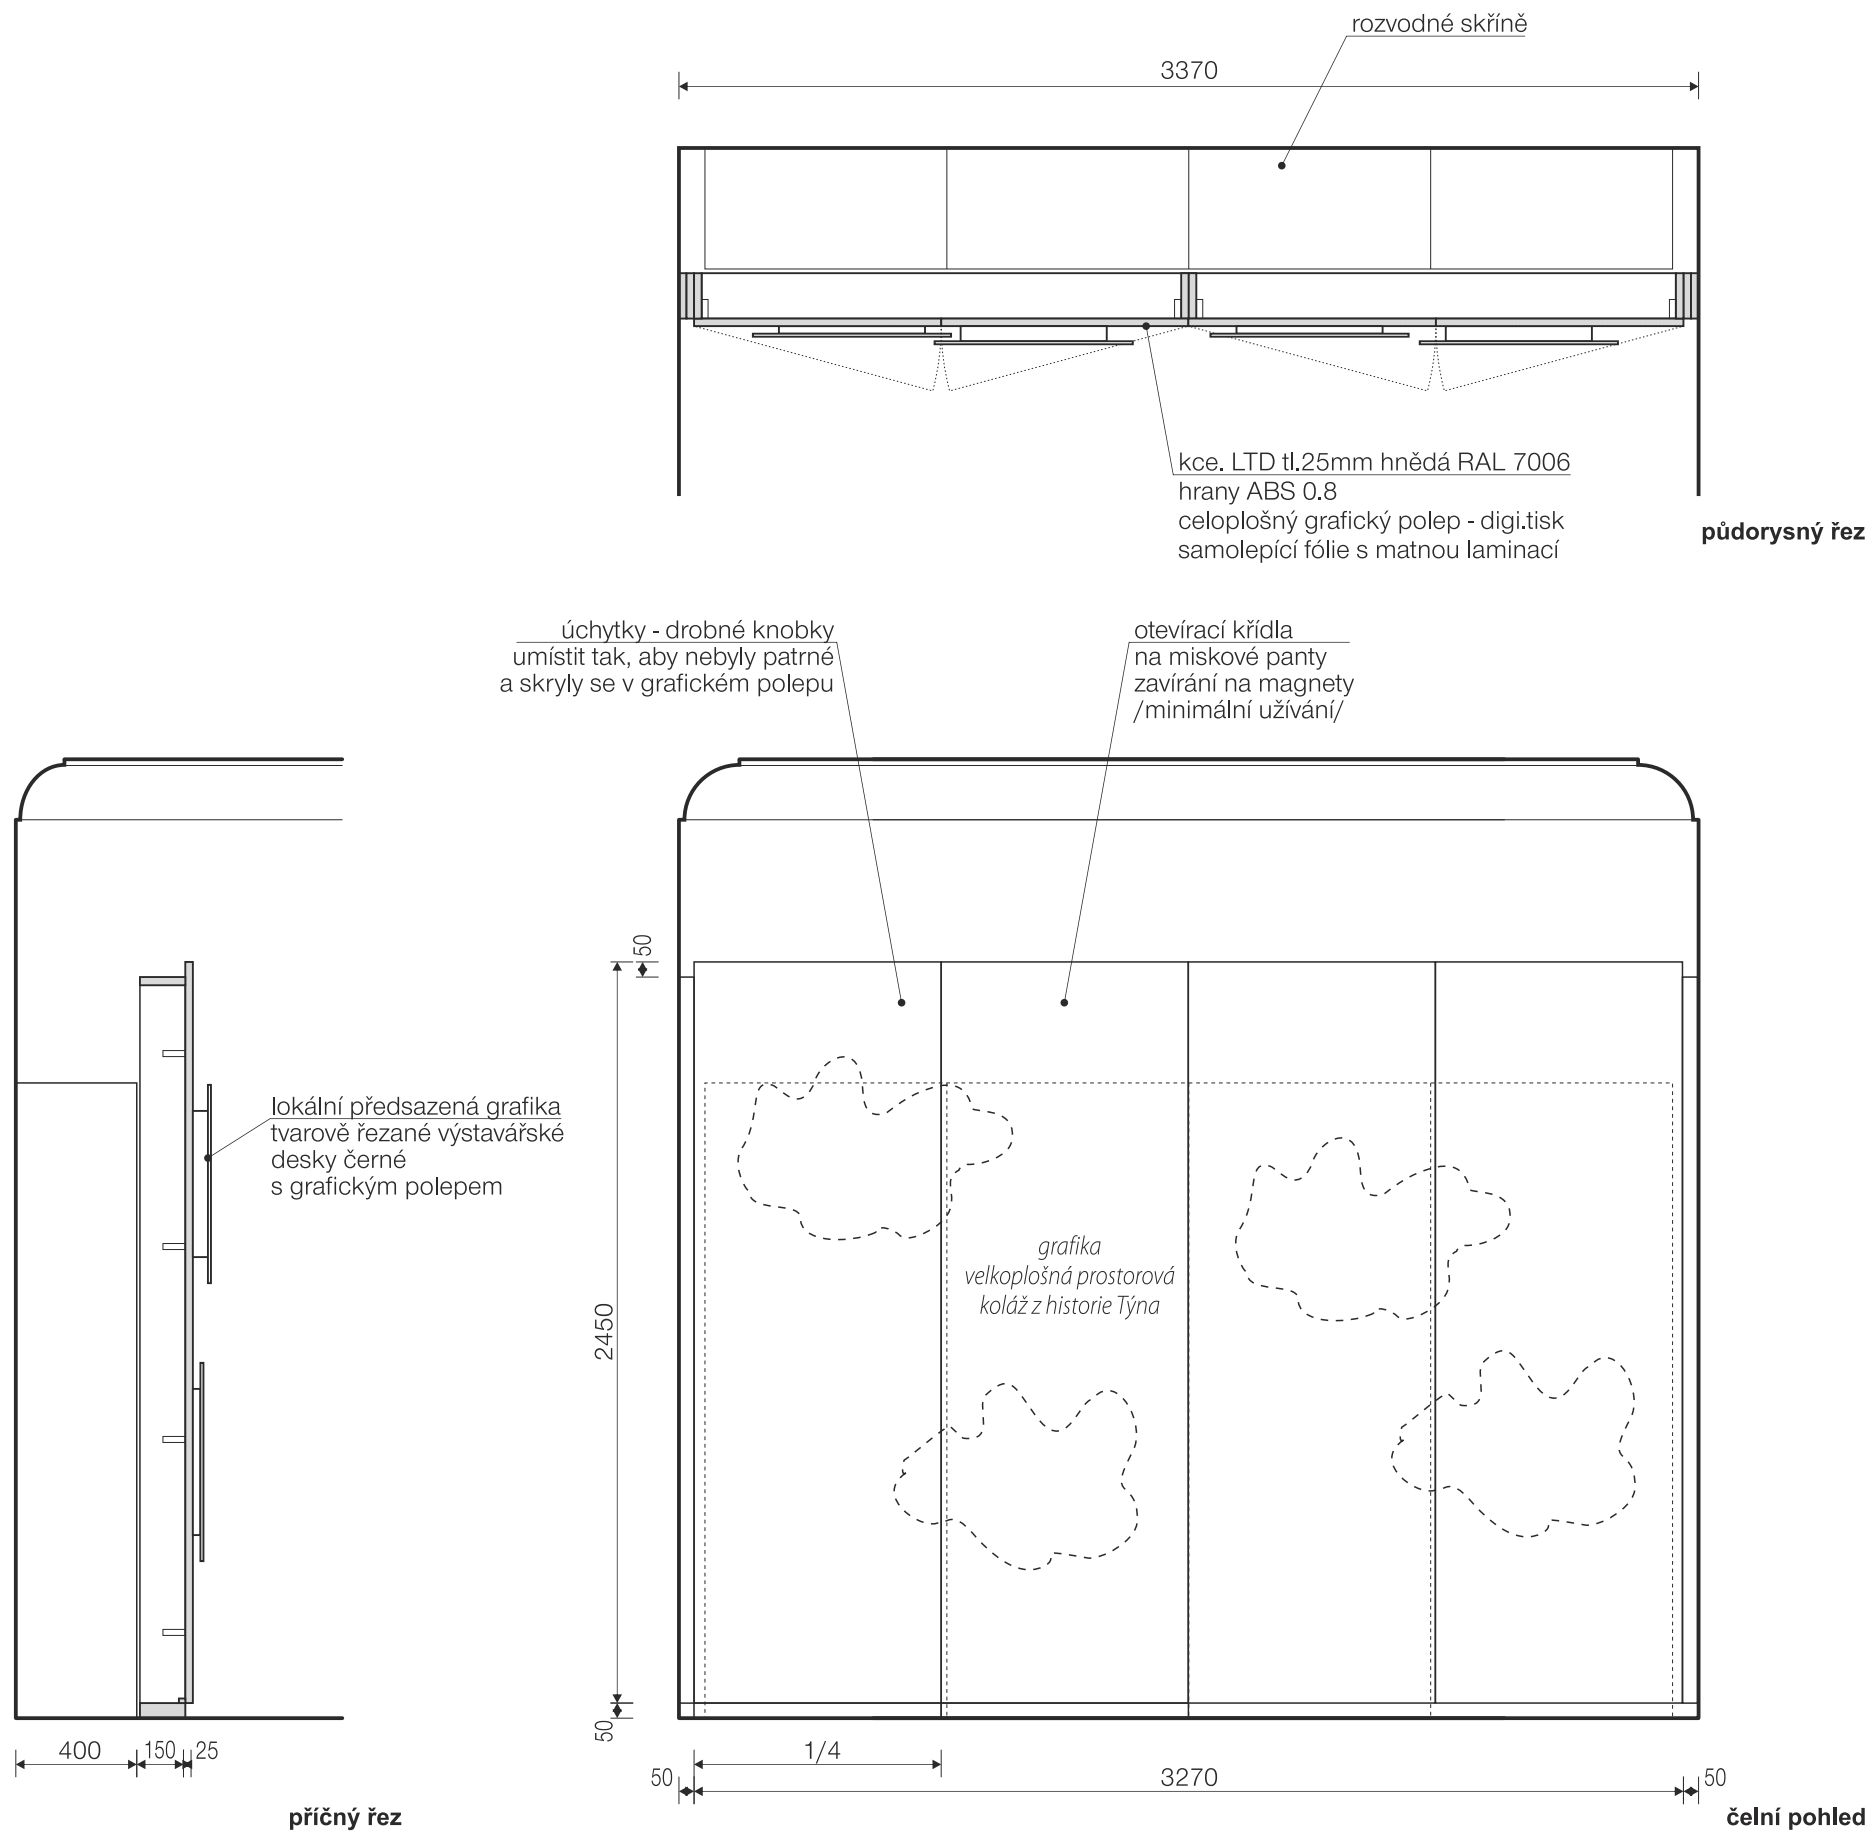 rozvodné skříně
3370
kce. LTD tl.25mm hnědá RAL 7006
hrany ABS 0.8
celoplošný grafický polep - digi.tisk
samolepící fólie s matnou laminací
půdorysný řez
úchytky - drobné knobky
umístit tak, aby nebyly patrné
a skryly se v grafickém polepu
otevírací křídla
na miskové panty
zavírání na magnety
/minimální užívání/
50
lokální předsazená grafika
tvarově řezané výstavářské
desky černé
s grafickým polepem
grafika
velkoplošná prostorová
koláž z historie Týna
2450
50
400
150
25
1/4
50
3270
50
příčný řez
čelní pohled